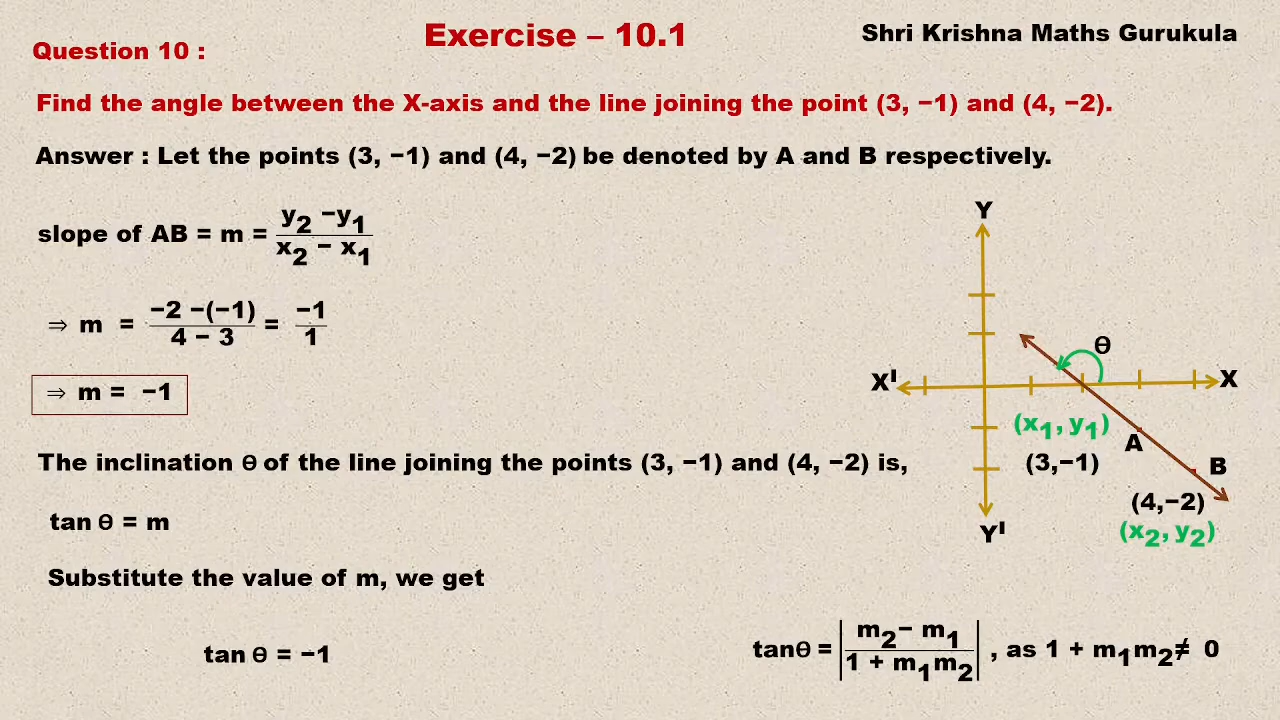 Exercise – 10.1
Shri Krishna Maths Gurukula
Question 10 :
Find the angle between the X-axis and the line joining the point (3, −1) and (4, −2).
Answer : Let the points (3, −1) and (4, −2) be denoted by A and B respectively.
slope of AB = m = y₂ −y₁ / x₂ − x₁
⇒ m = −2 −(−1) / 4 − 3 = −1 / 1
⇒ m = −1
The inclination θ of the line joining the points (3, −1) and (4, −2) is,
tan θ = m
Substitute the value of m, we get
tan θ = −1
Y
θ
Xᴵ
X
(x₁, y₁)
A
(3,−1)
B
(4,−2)
(x₂, y₂)
Yᴵ
tanθ = |m₂− m₁ / 1 + m₁m₂| , as 1 + m₁m₂≠ 0